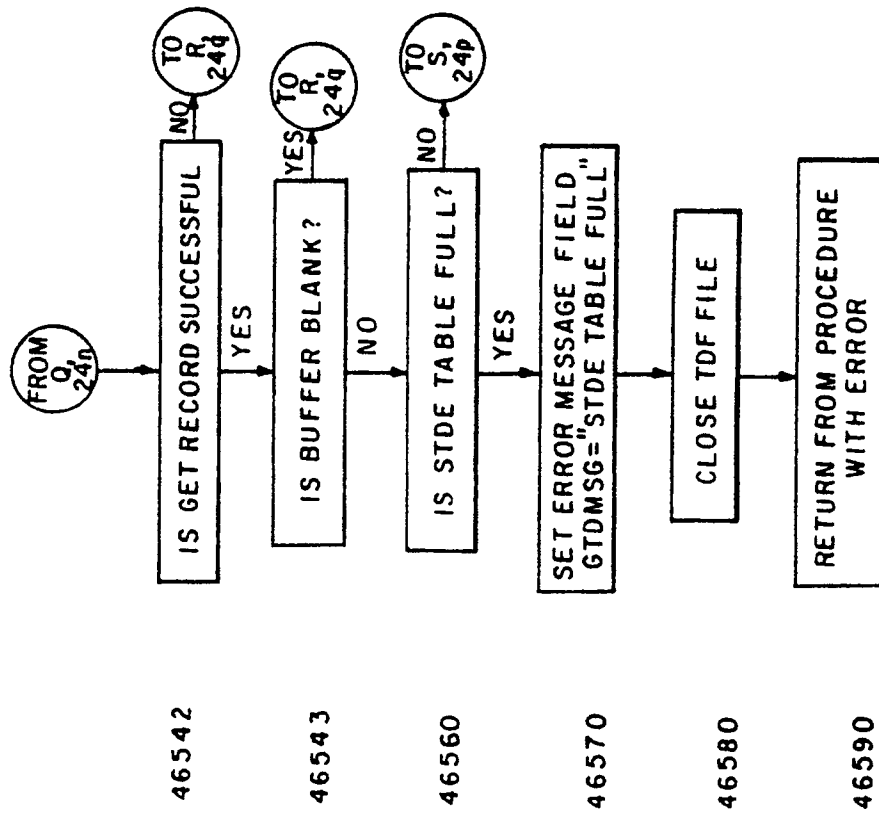 FROM
Q,
24n
46542
IS GET RECORD SUCCESSFUL
NO
TO
R,
24q
YES
46543
IS BUFFER BLANK?
YES
TO
R,
24q
NO
46560
IS STDE TABLE FULL?
NO
TO
S,
24p
YES
46570
SET ERROR MESSAGE FIELD,
GTDMSG="STDE TABLE FULL"
46580
CLOSE TDF FILE
46590
RETURN FROM PROCEDURE
WITH ERROR